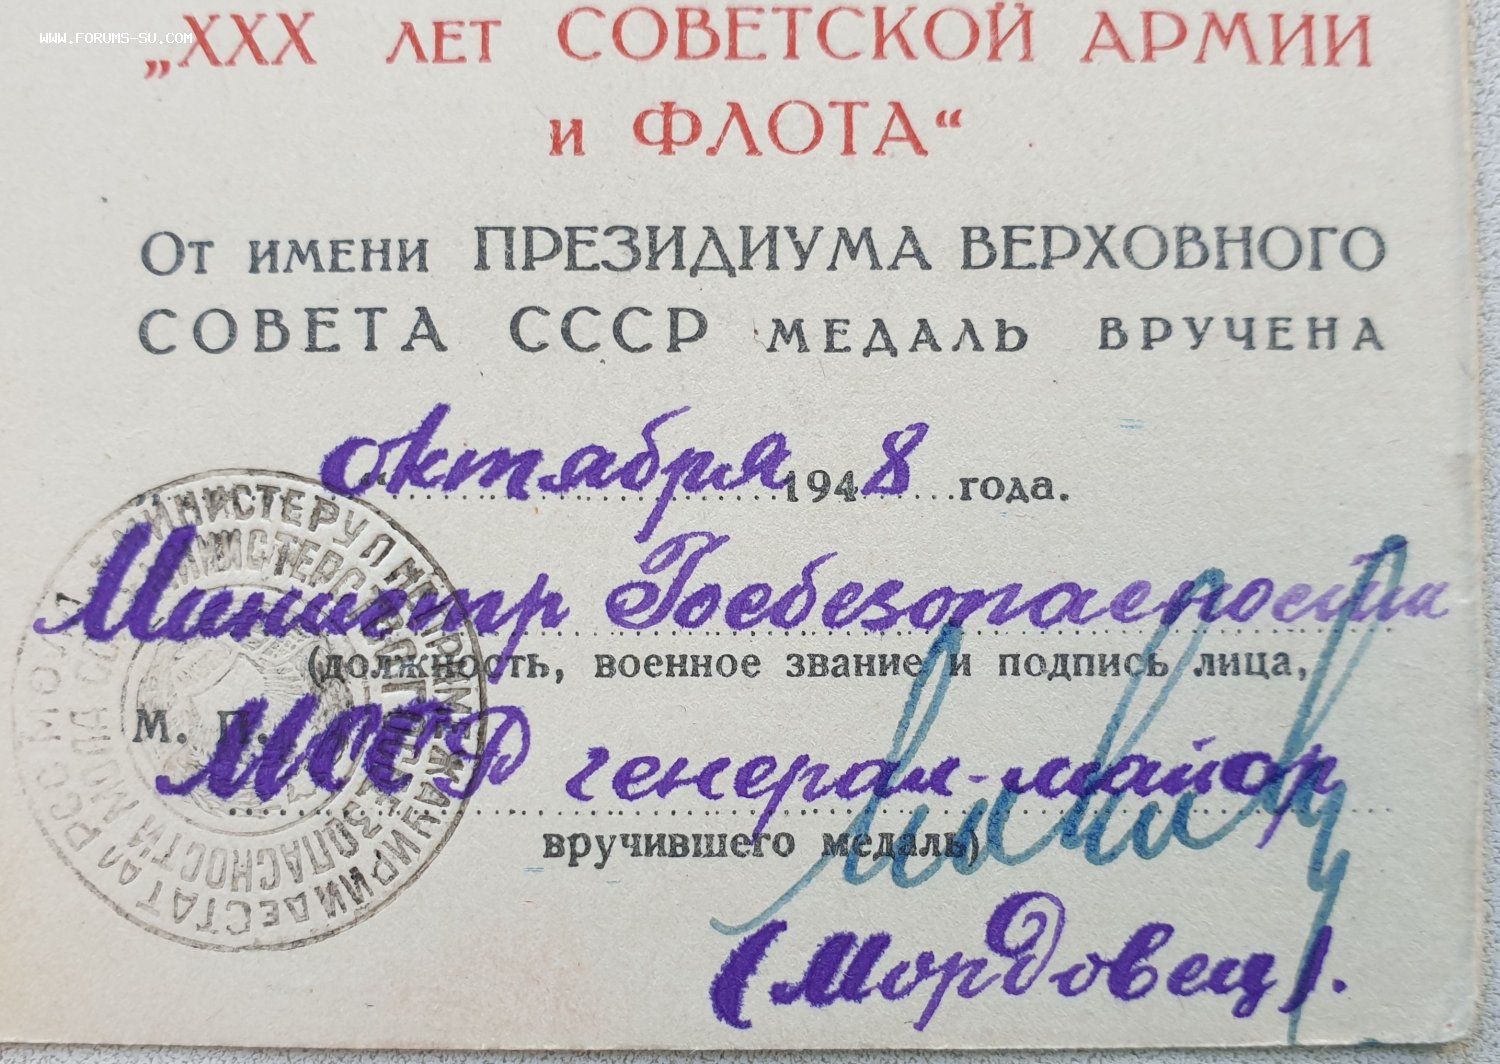 www.forums-su.com
„XXX лет СОВЕТСКОЙ АРМИИ
и ФЛОТА“
От имени ПРЕЗИДИУМА ВЕРХОВНОГО
СОВЕТА СССР медаль вручена
октября 1948 года.
Министр Госбезопасности
(должность, военное звание и подпись лица,
М. П.
МССР генерал-майор
вручившего медаль)
(Мордовец).